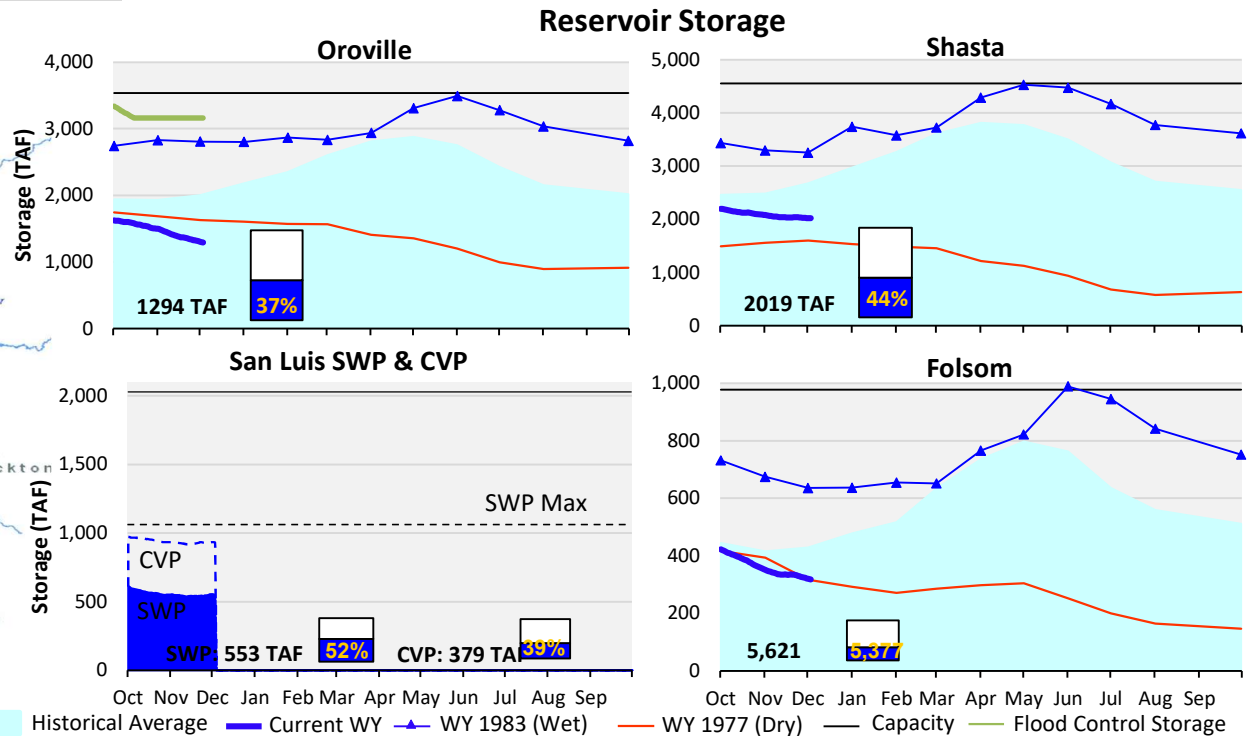 Reservoir Storage
Oroville
Storage (TAF)
4,000
3,000
2,000
1,000
0
1294 TAF
37%
Shasta
5,000
4,000
3,000
2,000
1,000
0
2019 TAF
44%
San Luis SWP & CVP
Storage (TAF)
2,000
1,500
1,000
500
0
SWP Max
CVP
SWP
SWP: 553 TAF
52%
CVP: 379 TAF
39%
Oct Nov Dec Jan Feb Mar Apr May Jun Jul Aug Sep
Folsom
1,000
800
600
400
200
0
5,621
5,377
Oct Nov Dec Jan Feb Mar Apr May Jun Jul Aug Sep
ckton
Historical Average Current WY WY 1983 (Wet) WY 1977 (Dry) Capacity Flood Control Storage